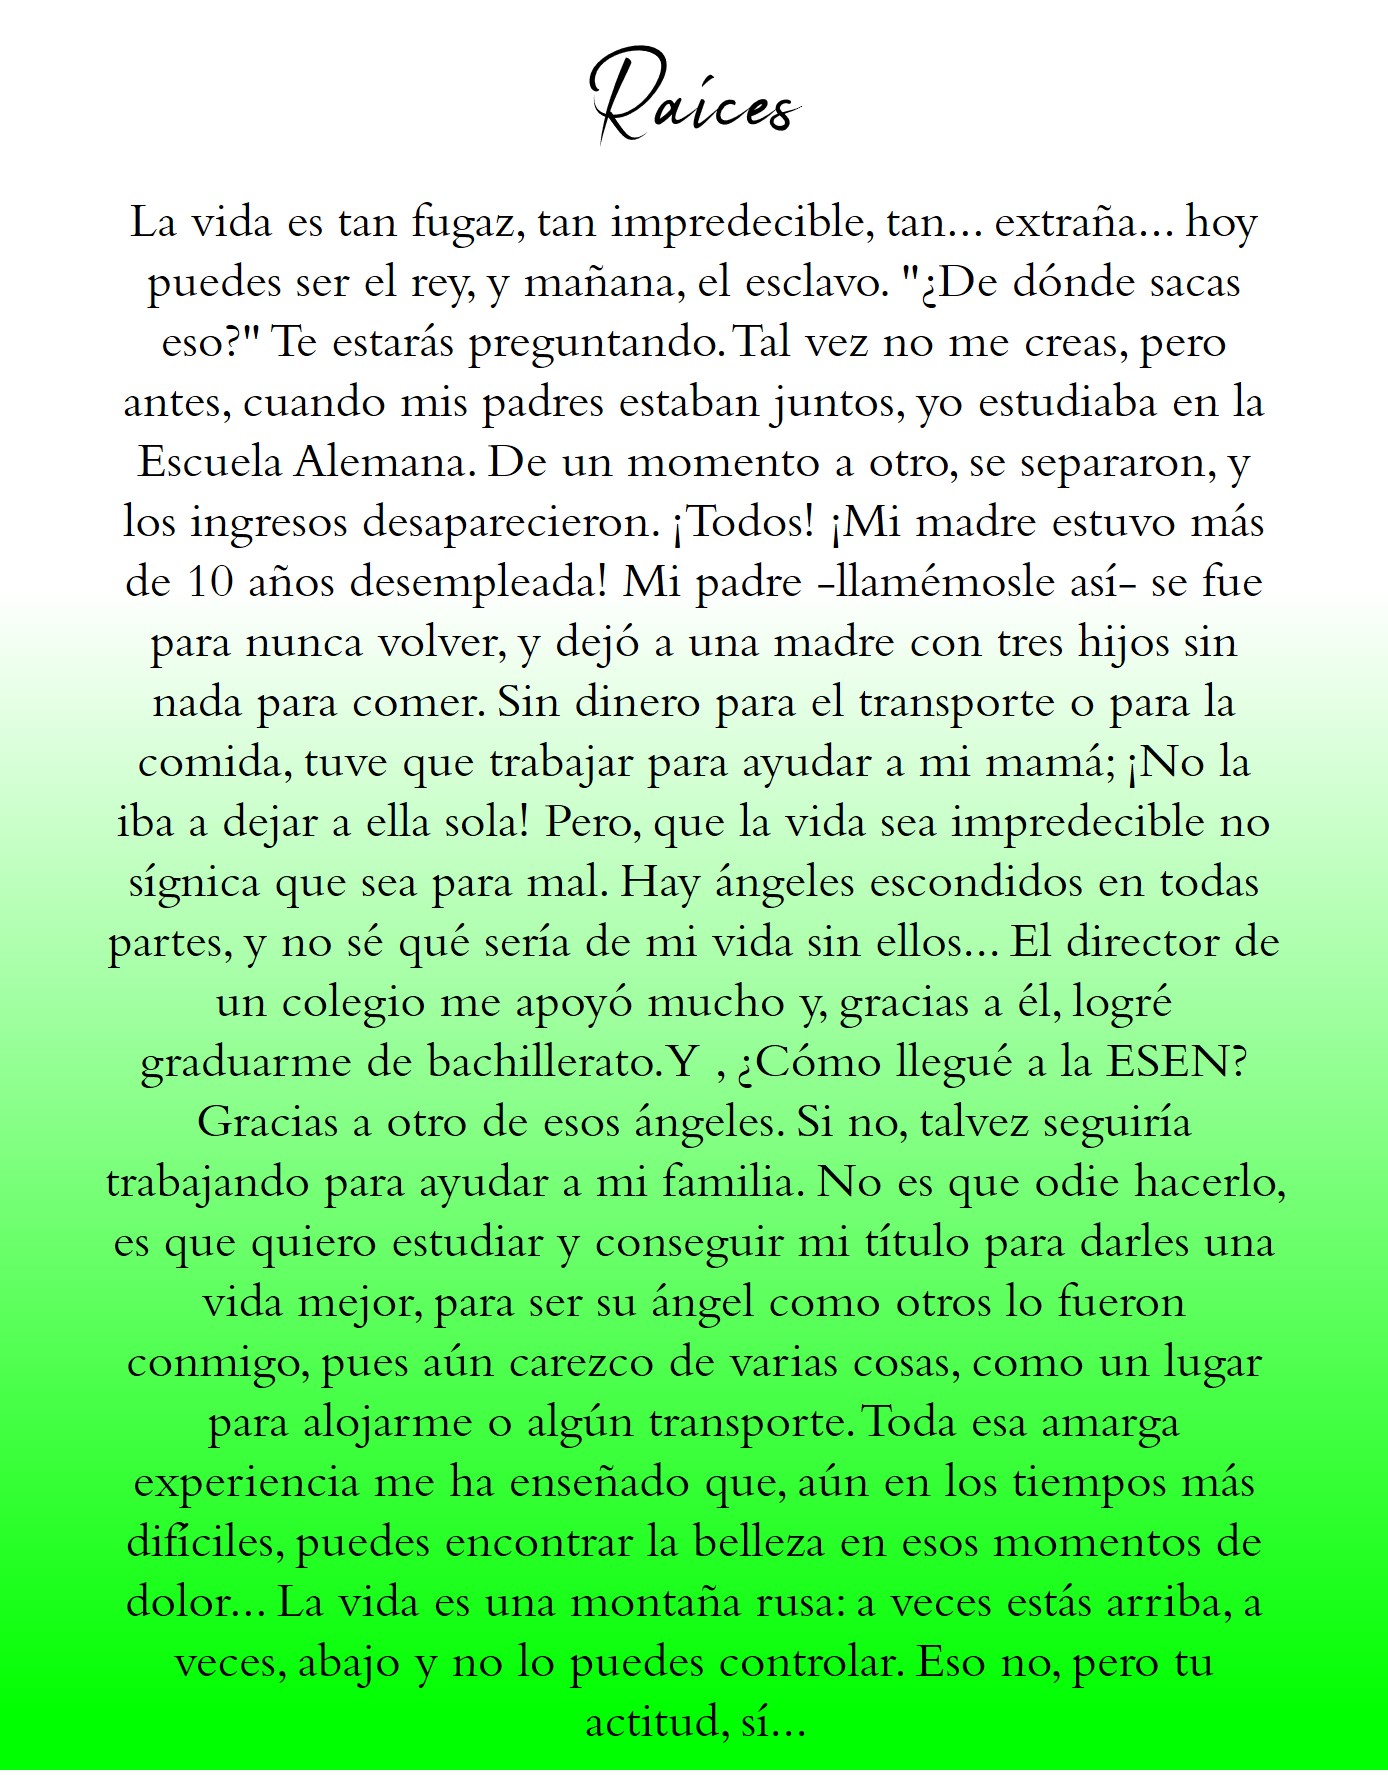 Raíces
La vida es tan fugaz, tan impredecible, tan... extraña... hoy
puedes ser el rey, y mañana, el esclavo. "¿De dónde sacas
eso?" Te estarás preguntando. Tal vez no me creas, pero
antes, cuando mis padres estaban juntos, yo estudiaba en la
Escuela Alemana. De un momento a otro, se separaron, y
los ingresos desaparecieron. ¡Todos! ¡Mi madre estuvo más
de 10 años desempleada! Mi padre -llamémosle así- se fue
para nunca volver, y dejó a una madre con tres hijos sin
nada para comer. Sin dinero para el transporte o para la
comida, tuve que trabajar para ayudar a mi mamá; ¡No la
iba a dejar a ella sola! Pero, que la vida sea impredecible no
sígnica que sea para mal. Hay ángeles escondidos en todas
partes, y no sé qué sería de mi vida sin ellos... El director de
un colegio me apoyó mucho y, gracias a él, logré
graduarme de bachillerato. Y , ¿Cómo llegué a la ESEN?
Gracias a otro de esos ángeles. Si no, talvez seguiría
trabajando para ayudar a mi familia. No es que odie hacerlo,
es que quiero estudiar y conseguir mi título para darles una
vida mejor, para ser su ángel como otros lo fueron
conmigo, pues aún carezco de varias cosas, como un lugar
para alojarme o algún transporte. Toda esa amarga
experiencia me ha enseñado que, aún en los tiempos más
difíciles, puedes encontrar la belleza en esos momentos de
dolor... La vida es una montaña rusa: a veces estás arriba, a
veces, abajo y no lo puedes controlar. Eso no, pero tu
actitud, sí...